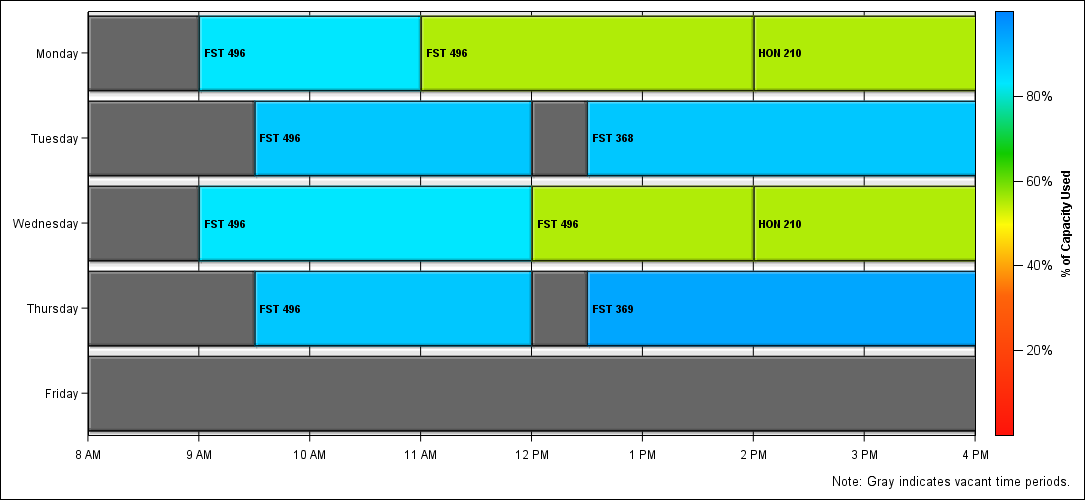 Monday
FST 496
FST 496
HON 210
Tuesday
FST 496
FST 368
Wednesday
FST 496
FST 496
HON 210
Thursday
FST 496
FST 369
Friday
8 AM 9 AM 10 AM 11 AM 12 PM 1 PM 2 PM 3 PM 4 PM
80%
60%
40%
20%
% of Capacity Used
Note: Gray indicates vacant time periods.